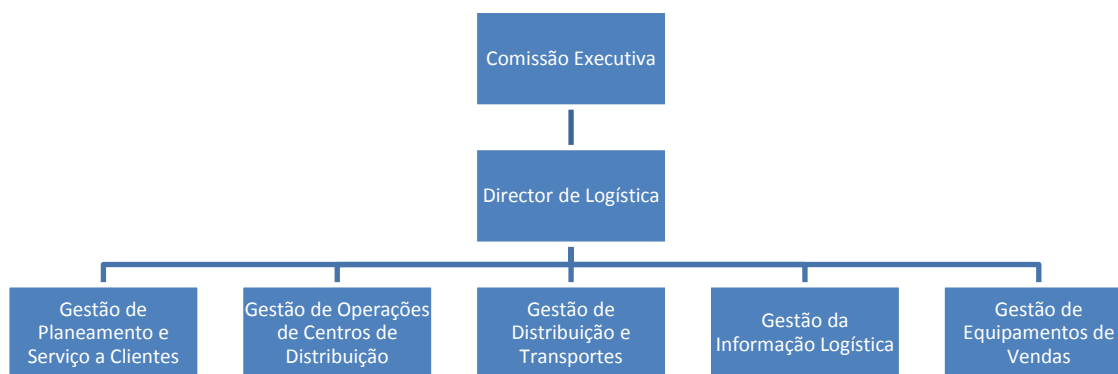 Comissão Executiva
Director de Logística
Gestão de
Planeamento e
Serviço a Clientes
Gestão de Operações
de Centros de
Distribuição
Gestão de
Distribuição e
Transportes
Gestão da
Informação Logística
Gestão de
Equipamentos de
Vendas